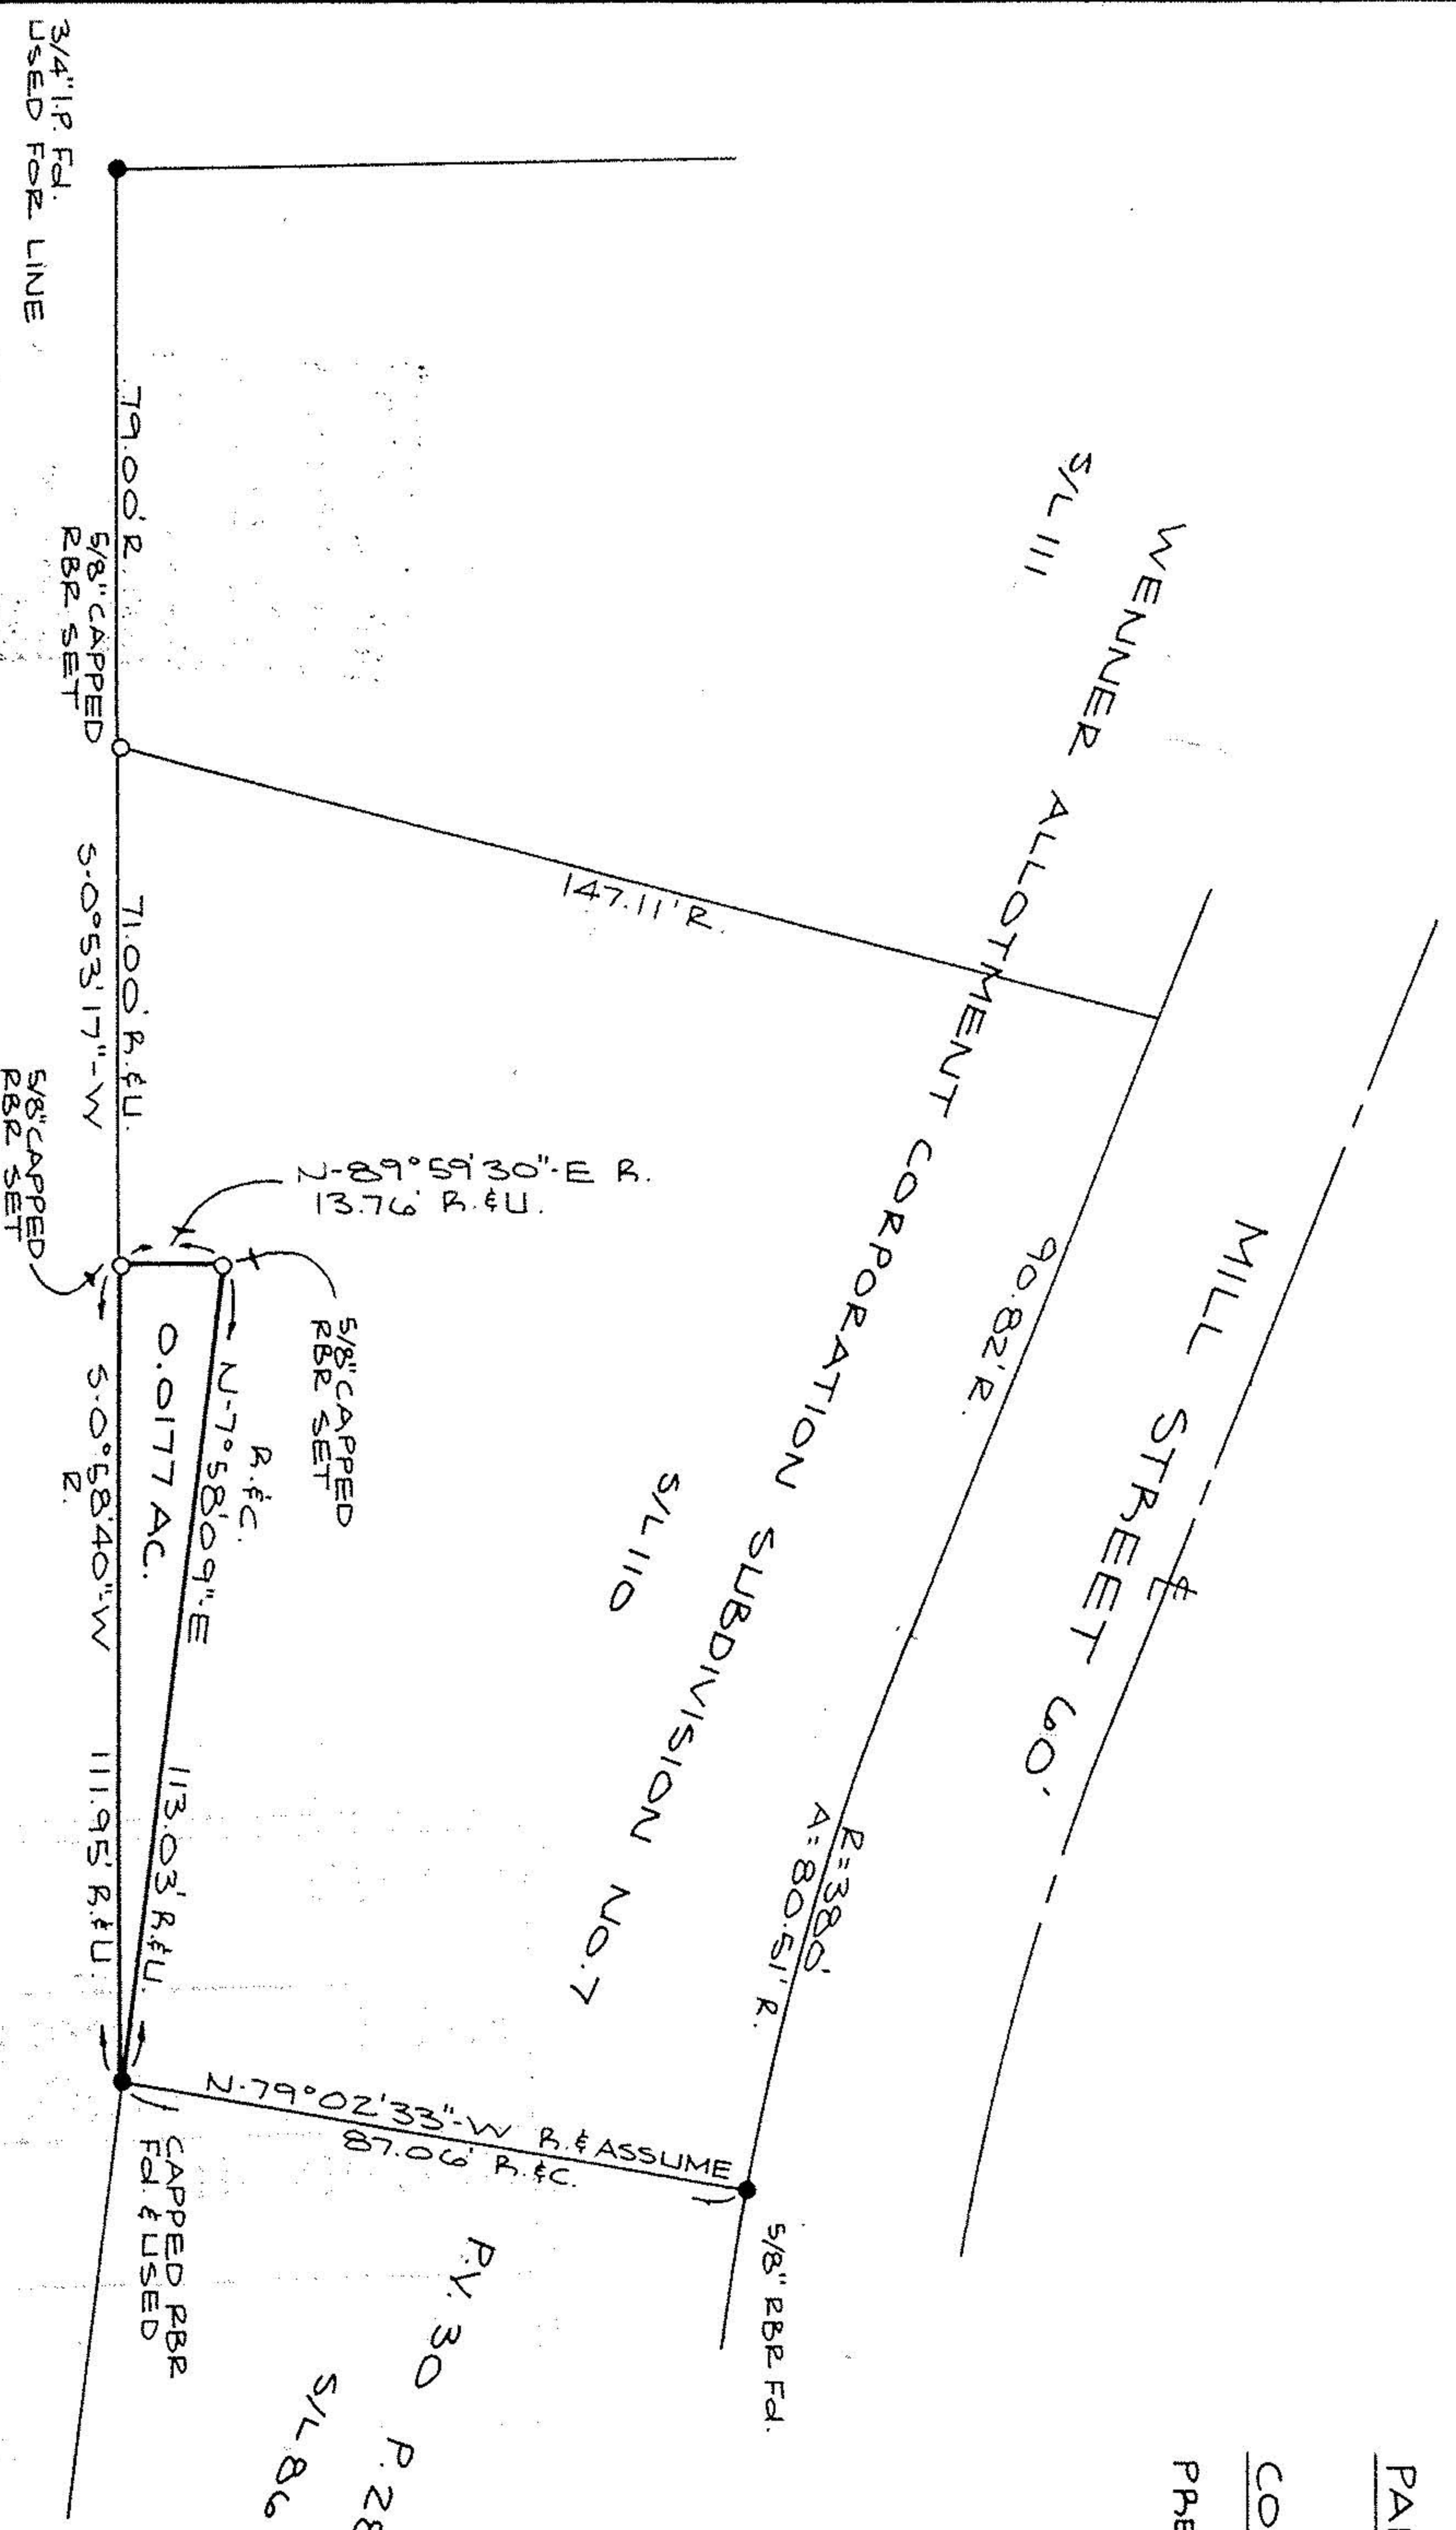 PA
CO
PRE
MILL STREET 60'
℄
WENNER ALLOTMENT CORPORATION SUBDIVISION NO.7
S/L 111
S/L 110
90.82' R.
R=380'
A=80.51' R.
5/8" RBR Fd.
147.11' R.
N-79°02'33"-W R. & ASSUME
87.06' R.&C.
P.V. 30 P. 28
S/L 86
N-89°59'30"-E R.
13.76' R.&U.
5/8" CAPPED
RBR SET
R.&C.
N-7°58'09"-E
113.03' R.&U.
0.0177 AC.
S-0°58'40"-W
R.
111.95' R.&U.
CAPPED RBR
Fd. & USED
79.00' R.
5/8" CAPPED
RBR SET
71.00' R.&U.
S-0°53'17"-W
5/8" CAPPED
RBR SET
3/4" I.P. Fd.
USED FOR LINE